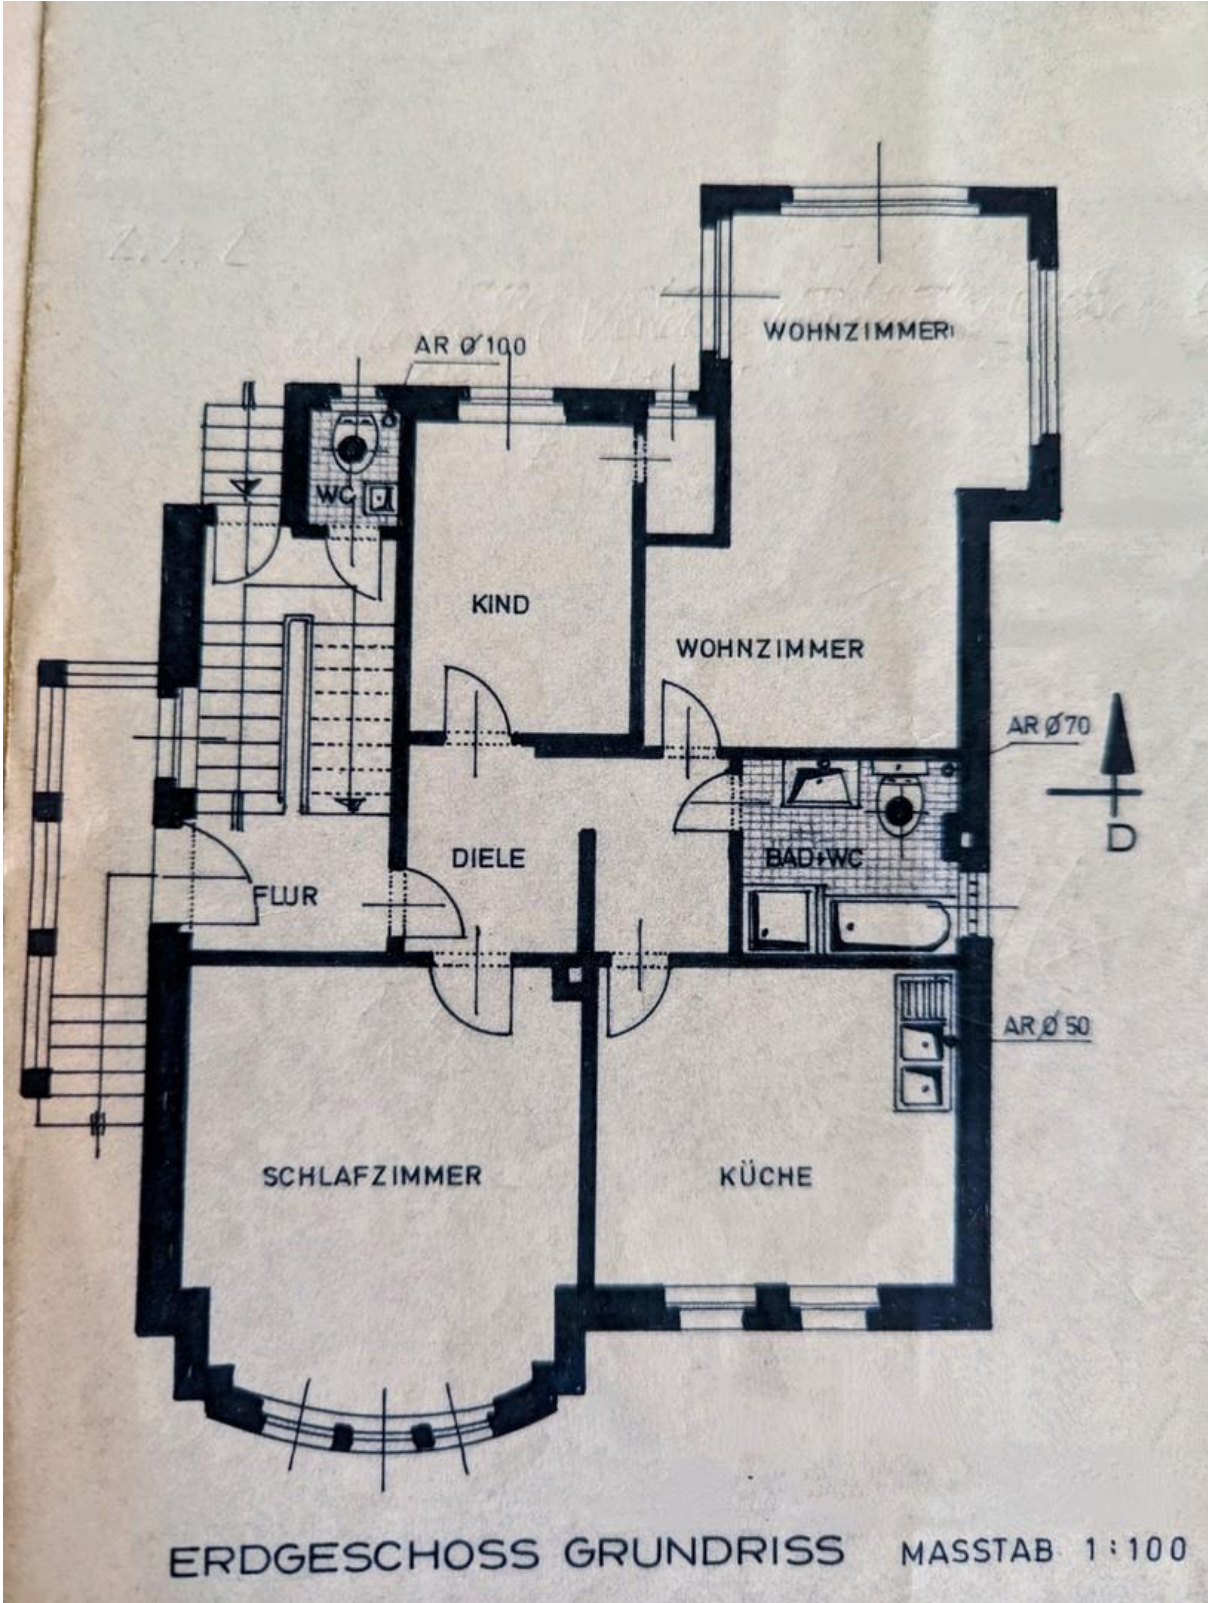 WOHNZIMMER
AR Ø 100
WC
KIND
WOHNZIMMER
AR Ø 70
D
DIELE
BAD+WC
FLUR
AR Ø 50
SCHLAFZIMMER
KÜCHE
ERDGESCHOSS GRUNDRISS MASSTAB 1:100